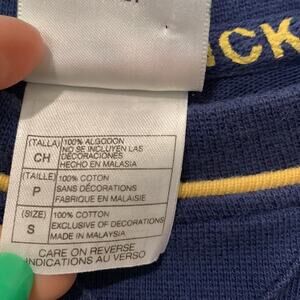 CK
(TALLA) 100% ALGODON
CH NO SE INCLUYEN LAS
DECORACIONES
HECHO EN MALASIA
(TAILLE) 100% COTON
P SANS DÉCORATIONS
FABRIQUE EN MALAISIE
(SIZE) 100% COTTON
S EXCLUSIVE OF DECORATIONS
MADE IN MALAYSIA
CARE ON REVERSE
INDICATIONS AU VERSO